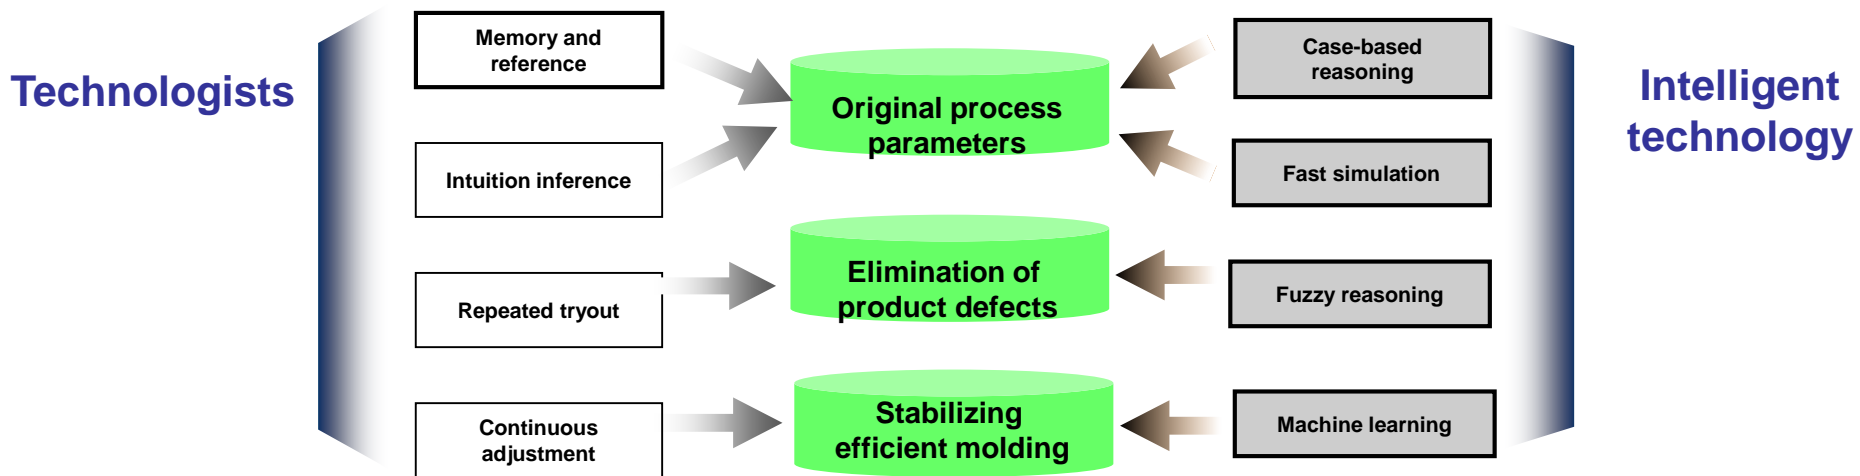 Technologists
Memory and
reference
Intuition inference
Repeated tryout
Continuous
adjustment
Original process
parameters
Elimination of
product defects
Stabilizing
efficient molding
Case-based
reasoning
Fast simulation
Fuzzy reasoning
Machine learning
Intelligent
technology